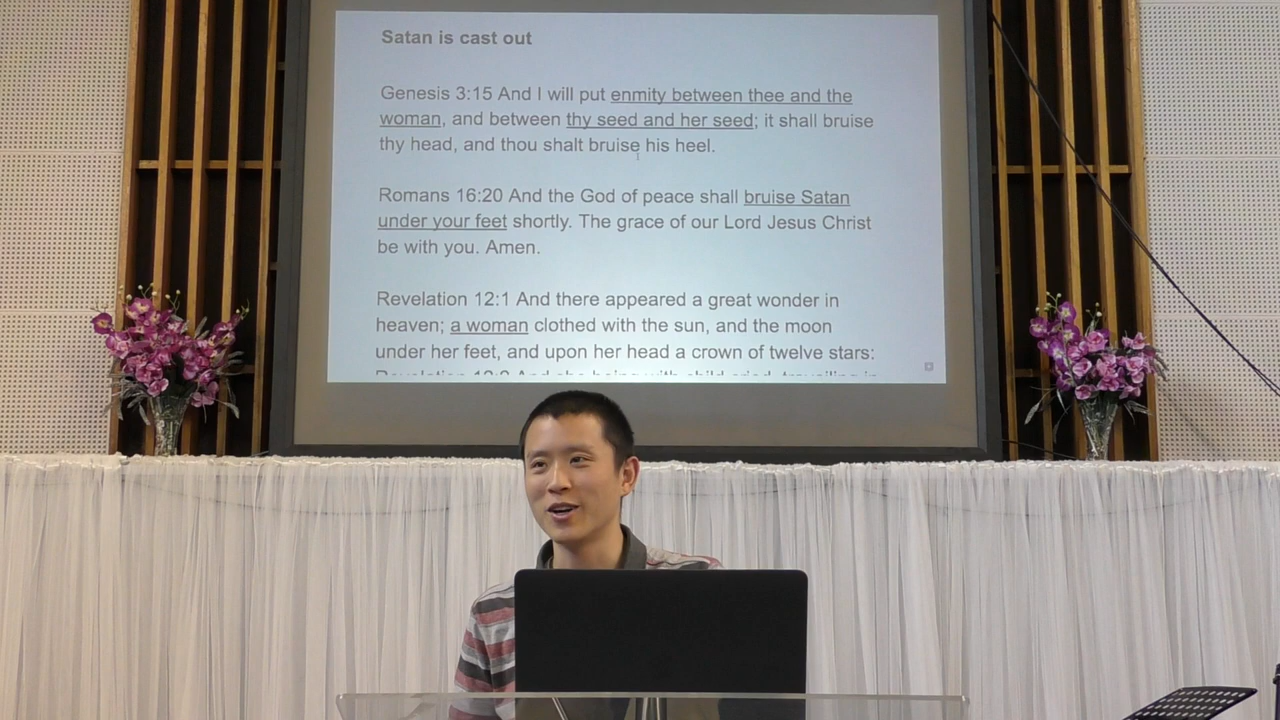 Satan is cast out
Genesis 3:15 And I will put enmity between thee and the
woman, and between thy seed and her seed; it shall bruise
thy head, and thou shalt bruise his heel.
Romans 16:20 And the God of peace shall bruise Satan
under your feet shortly. The grace of our Lord Jesus Christ
be with you. Amen.
Revelation 12:1 And there appeared a great wonder in
heaven; a woman clothed with the sun, and the moon
under her feet, and upon her head a crown of twelve stars: